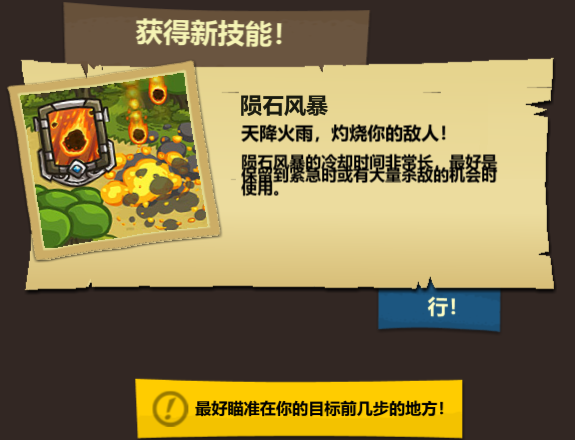 获得新技能！
陨石风暴
天降火雨，灼烧你的敌人！
陨石风暴的冷却时间非常长，最好是
保留到紧急时或有大量杀敌的机会时
使用。
行！
最好瞄准在你的目标前几步的地方！